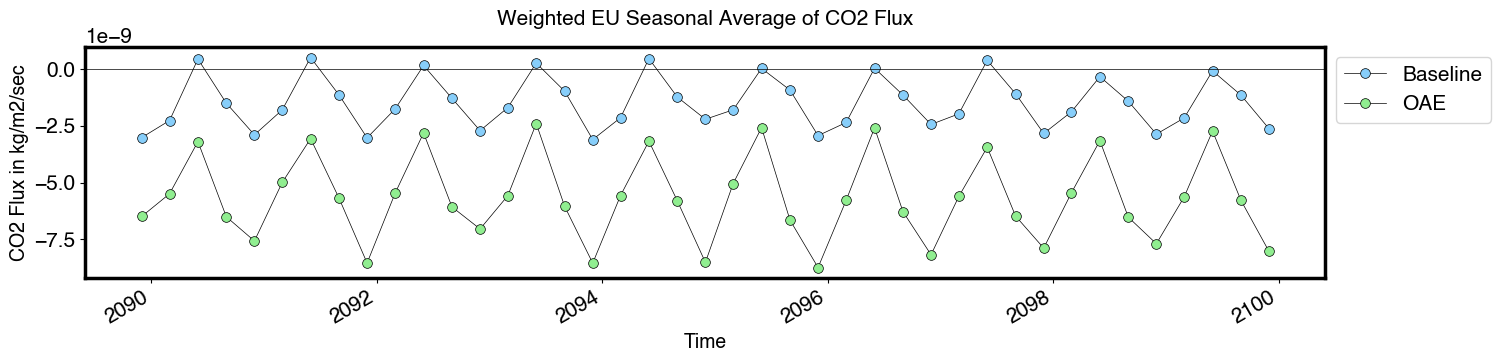 Weighted EU Seasonal Average of CO2 Flux
1e−9
0.0
−2.5
−5.0
−7.5
CO2 Flux in kg/m2/sec
2090
2092
2094
2096
2098
2100
Time
Baseline
OAE